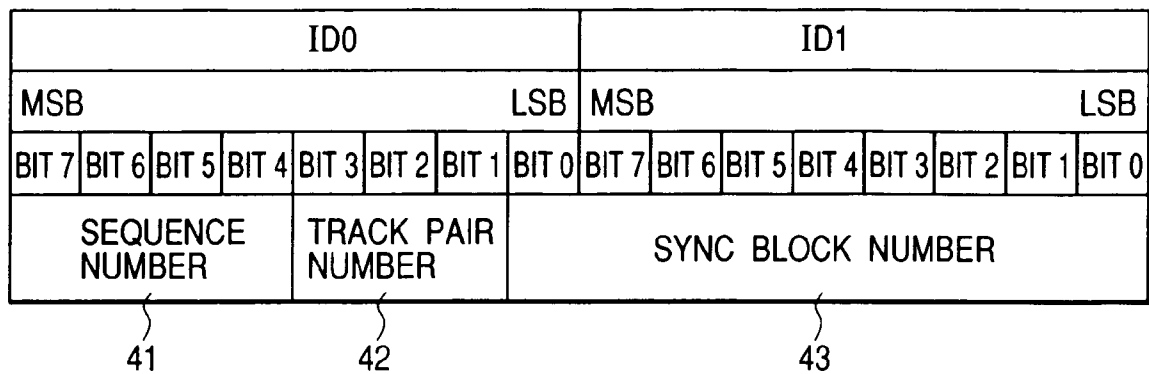 ID0 ID1
MSB LSB MSB LSB
BIT 7 BIT 6 BIT 5 BIT 4 BIT 3 BIT 2 BIT 1 BIT 0 BIT 7 BIT 6 BIT 5 BIT 4 BIT 3 BIT 2 BIT 1 BIT 0
SEQUENCE
NUMBER
TRACK PAIR
NUMBER
SYNC BLOCK NUMBER
41 42 43